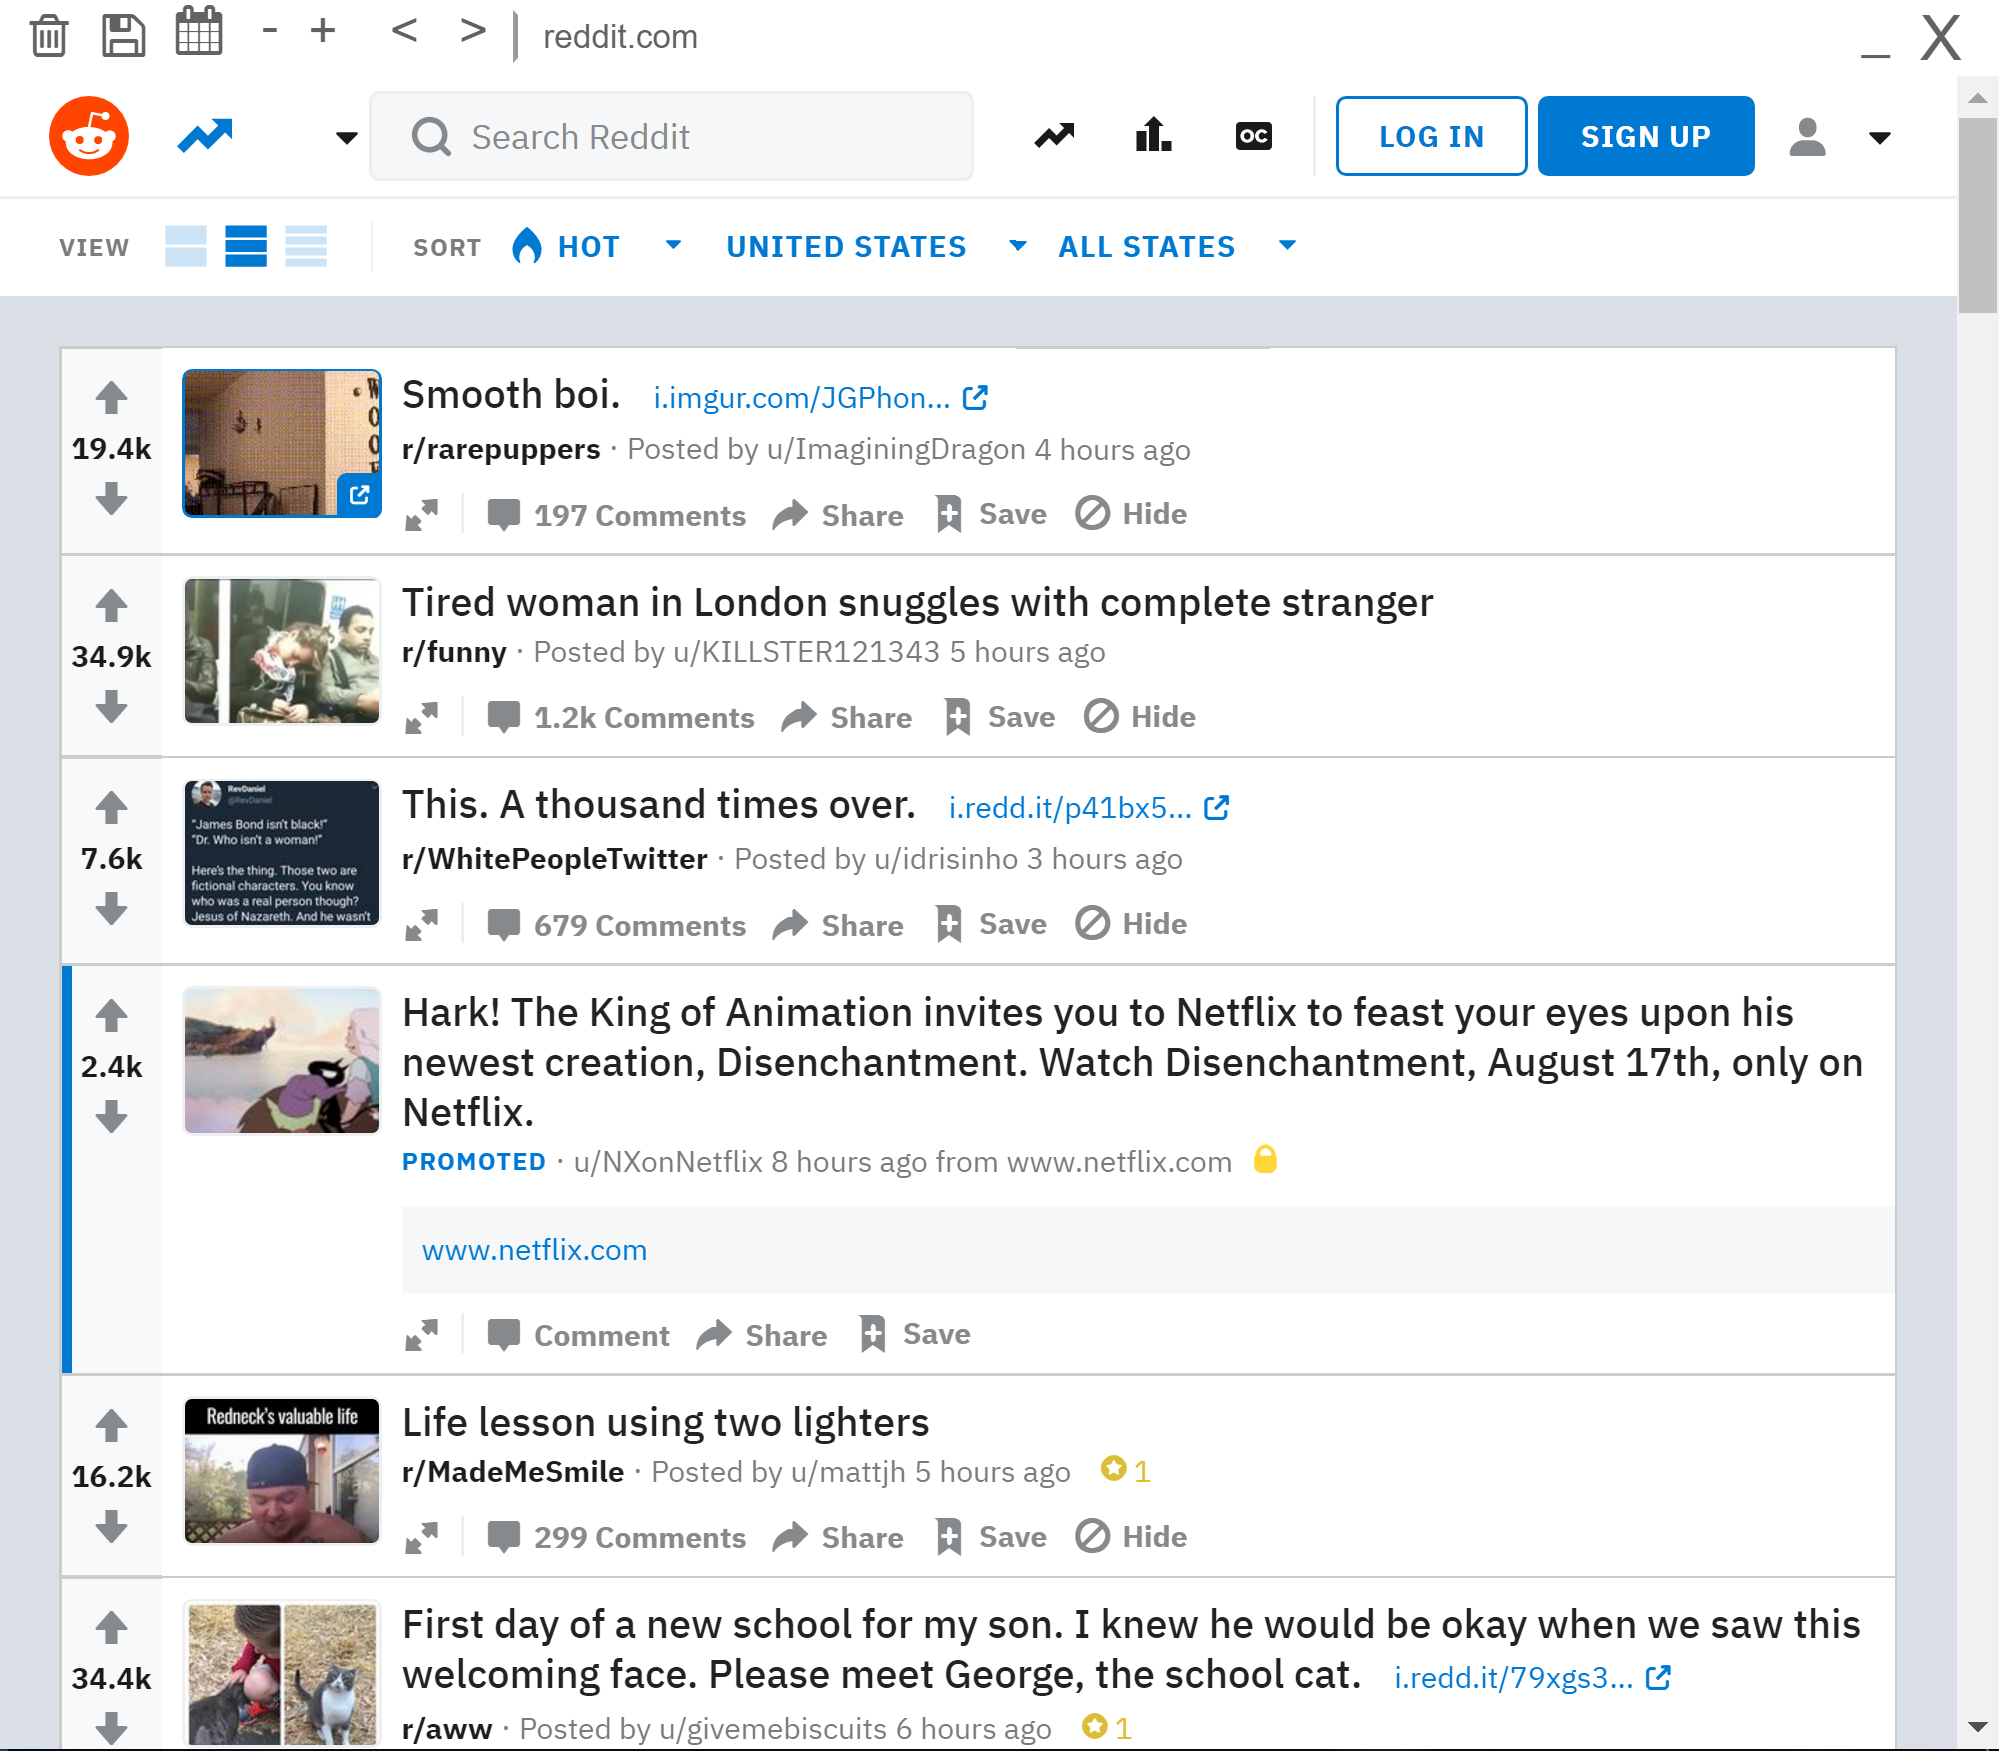 - + < > reddit.com _ X
Search Reddit OC LOG IN SIGN UP
VIEW SORT HOT UNITED STATES ALL STATES
Smooth boi. i.imgur.com/JGPhon...
19.4k r/rarepuppers · Posted by u/ImaginingDragon 4 hours ago
197 Comments Share Save Hide
Tired woman in London snuggles with complete stranger
34.9k r/funny · Posted by u/KILLSTER121343 5 hours ago
1.2k Comments Share Save Hide
RevDaniel
@RevDaniel
"James Bond isn't black!"
"Dr. Who isn't a woman!"
Here's the thing. Those two are
fictional characters. You know
who was a real person though?
Jesus of Nazareth. And he wasn't
This. A thousand times over. i.redd.it/p41bx5...
7.6k r/WhitePeopleTwitter · Posted by u/idrisinho 3 hours ago
679 Comments Share Save Hide
Hark! The King of Animation invites you to Netflix to feast your eyes upon his
2.4k newest creation, Disenchantment. Watch Disenchantment, August 17th, only on
Netflix.
PROMOTED · u/NXonNetflix 8 hours ago from www.netflix.com
www.netflix.com
Comment Share Save
Redneck's valuable life
Life lesson using two lighters
16.2k r/MadeMeSmile · Posted by u/mattjh 5 hours ago 1
299 Comments Share Save Hide
First day of a new school for my son. I knew he would be okay when we saw this
34.4k welcoming face. Please meet George, the school cat. i.redd.it/79xgs3...
r/aww · Posted by u/givemebiscuits 6 hours ago 1